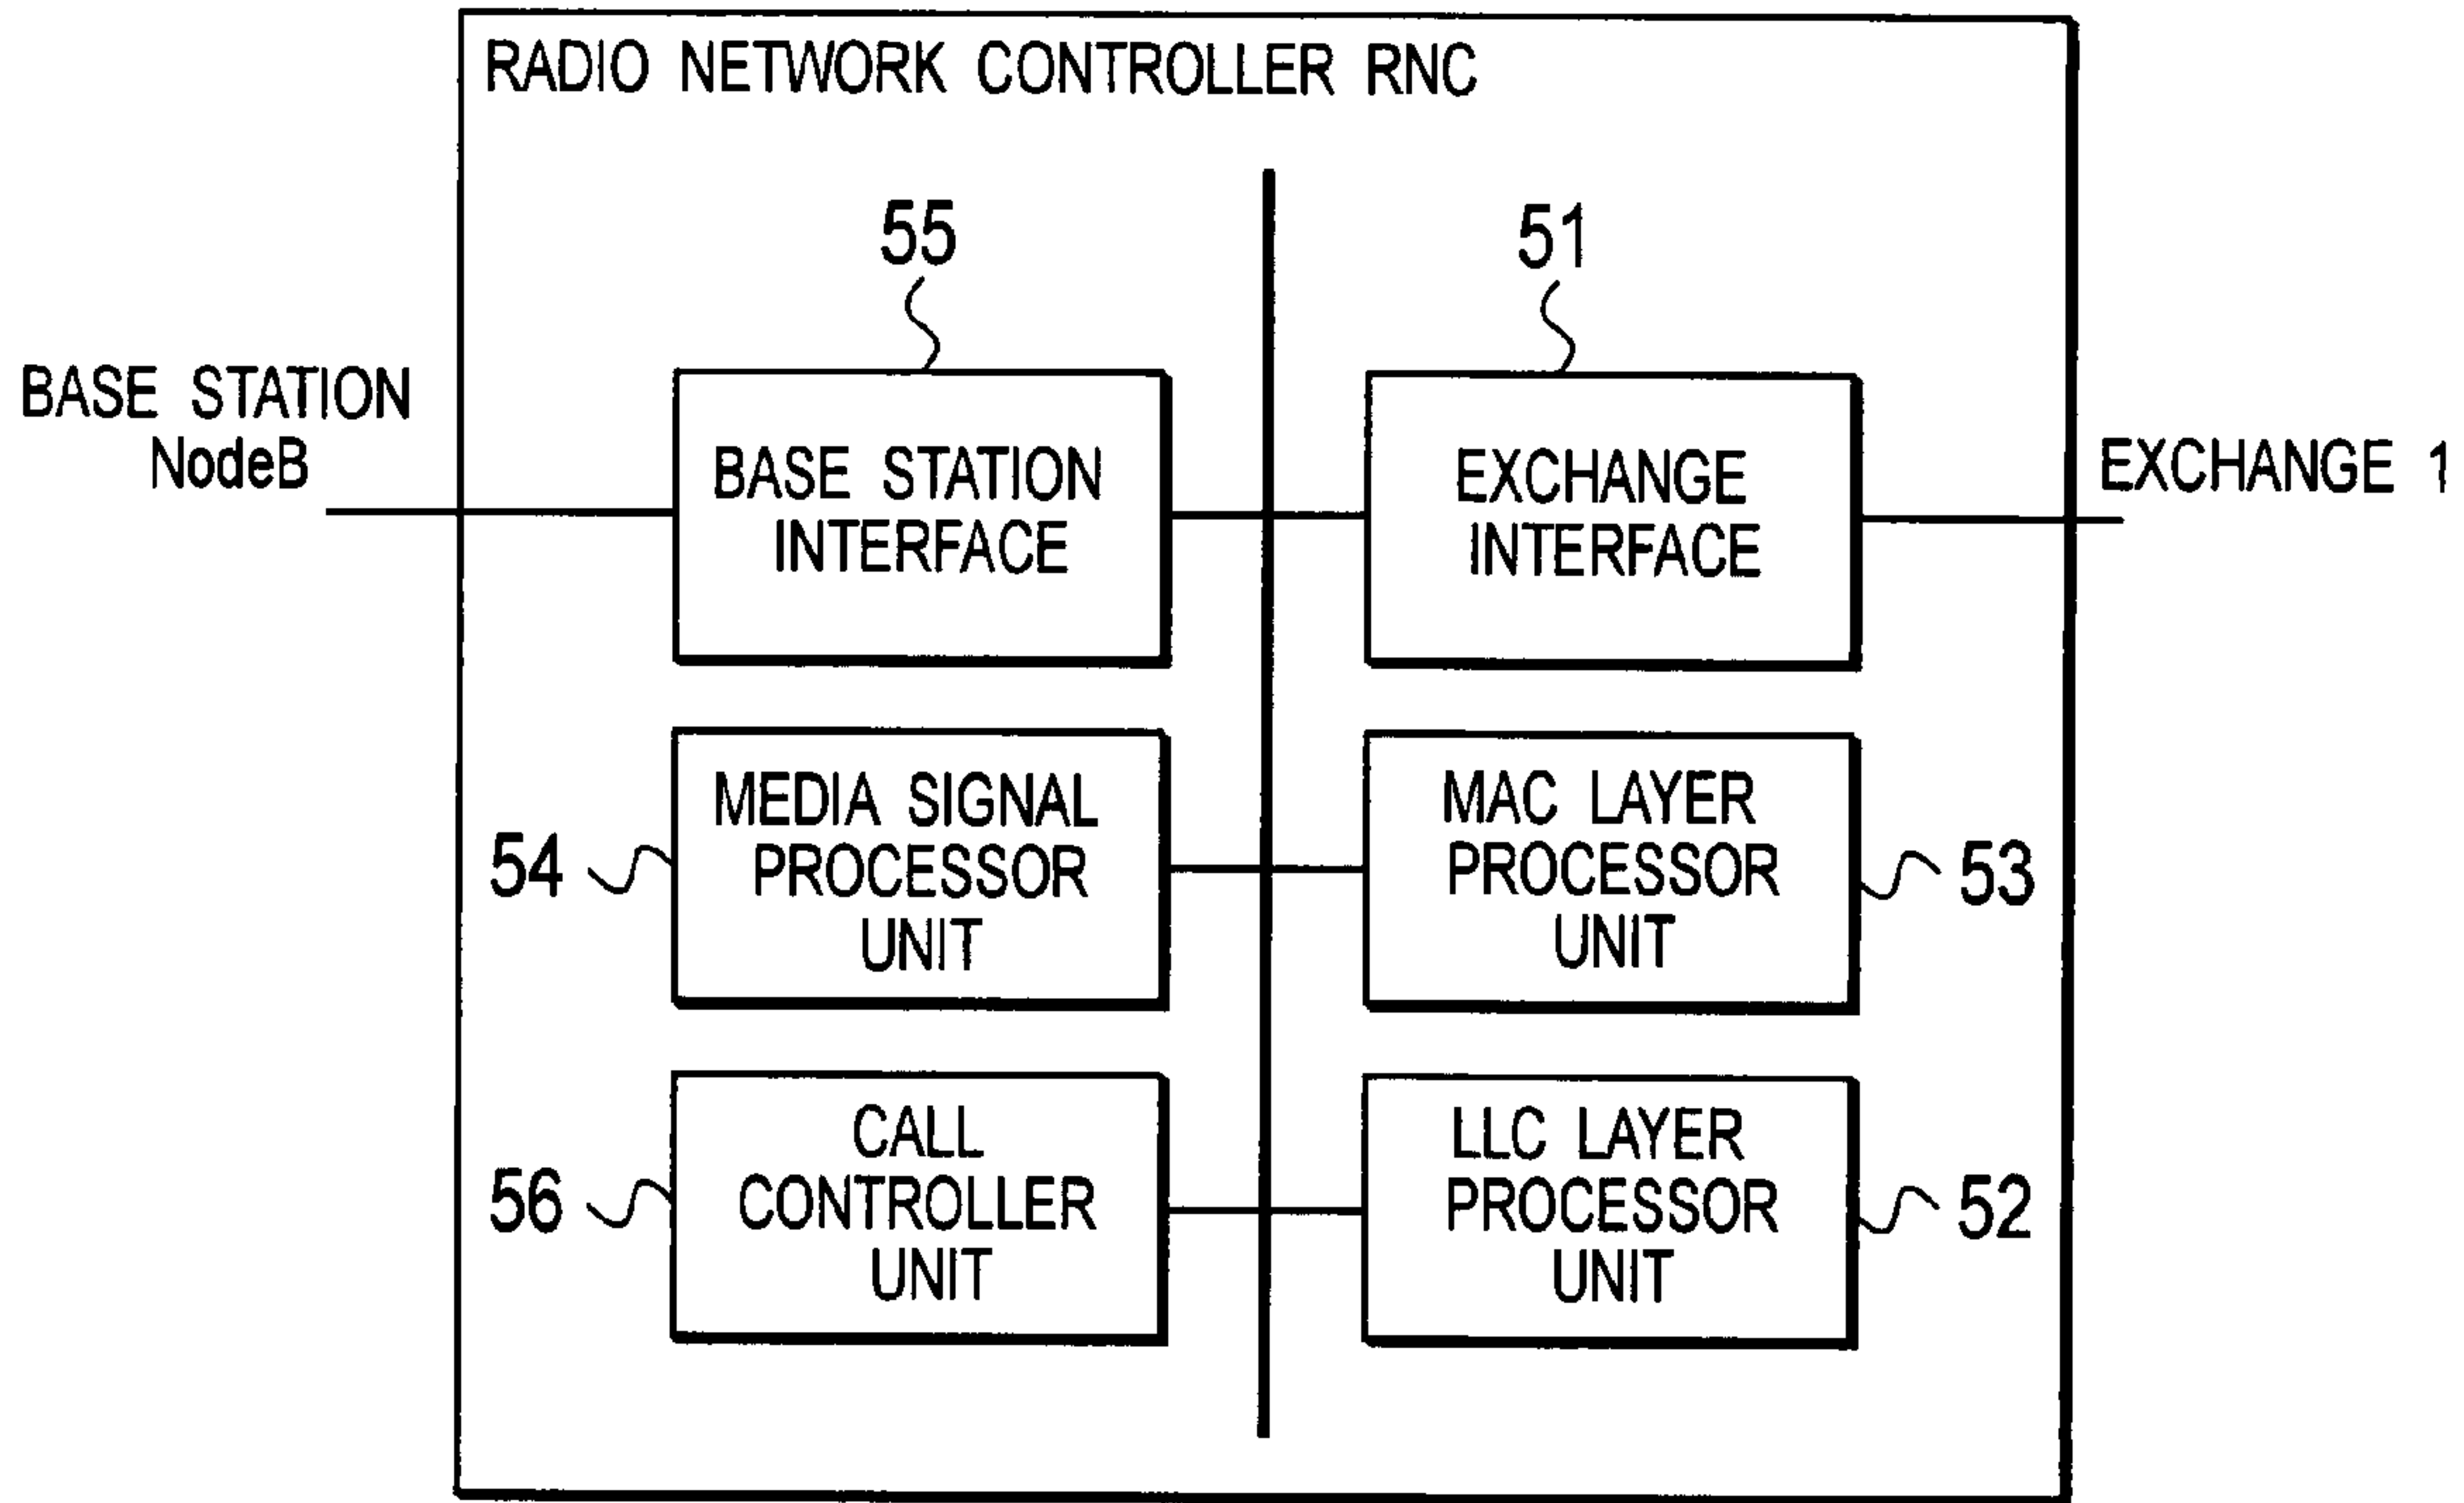 RADIO NETWORK CONTROLLER RNC
55
51
BASE STATION
NodeB
BASE STATION
INTERFACE
EXCHANGE
INTERFACE
EXCHANGE 1
54
MEDIA SIGNAL
PROCESSOR
UNIT
MAC LAYER
PROCESSOR
UNIT
53
56
CALL
CONTROLLER
UNIT
LLC LAYER
PROCESSOR
UNIT
52